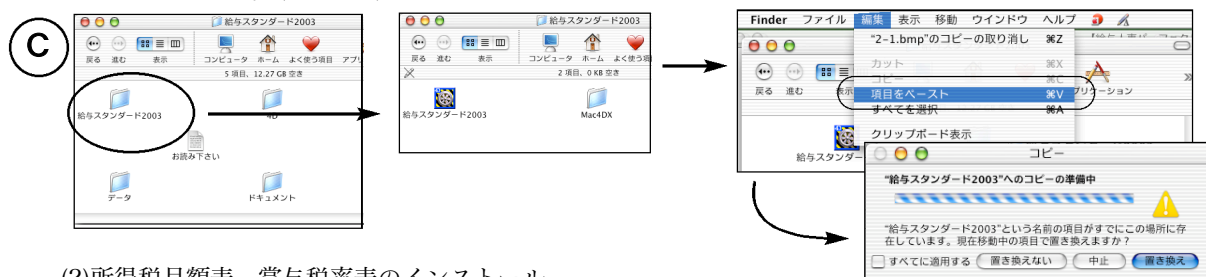 C
給与スタンダード2003
戻る 進む 表示 コンピュータ ホーム よく使う項目 アプリ
5 項目、12.27 GB 空き
給与スタンダード2003
4D
お読み下さい
データ
ドキュメント
給与スタンダード2003
戻る 進む 表示 コンピュータ ホーム よく使う項
2 項目、0 KB 空き
給与スタンダード2003
Mac4DX
Finder ファイル 編集 表示 移動 ウインドウ ヘルプ
"2-1.bmp"のコピーの取り消し ⌘Z
カット ⌘X
コピー ⌘C
項目をペースト ⌘V
すべてを選択 ⌘A
クリップボード表示
戻る 進む 表示
プリケーション
給与スタンダー
コピー
"給与スタンダード2003"へのコピーの準備中
"給与スタンダード2003"という名前の項目がすでにこの場所に存
在しています。現在移動中の項目で置き換えますか？
すべてに適用する 置き換えない 中止 置き換え